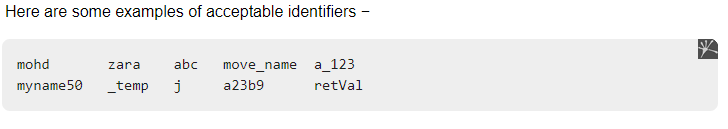 Here are some examples of acceptable identifiers −
mohd zara abc move_name a_123
myname50 _temp j a23b9 retVal